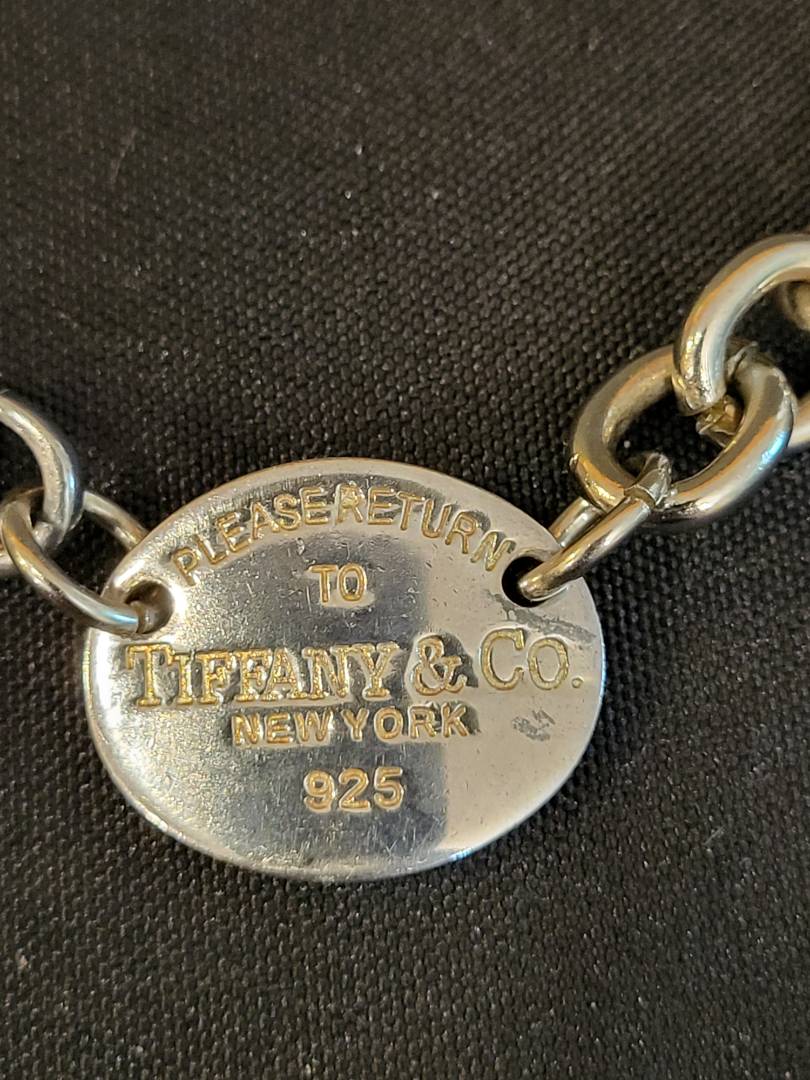 PLEASE RETURN
TO
TIFFANY & CO.
NEW YORK
925